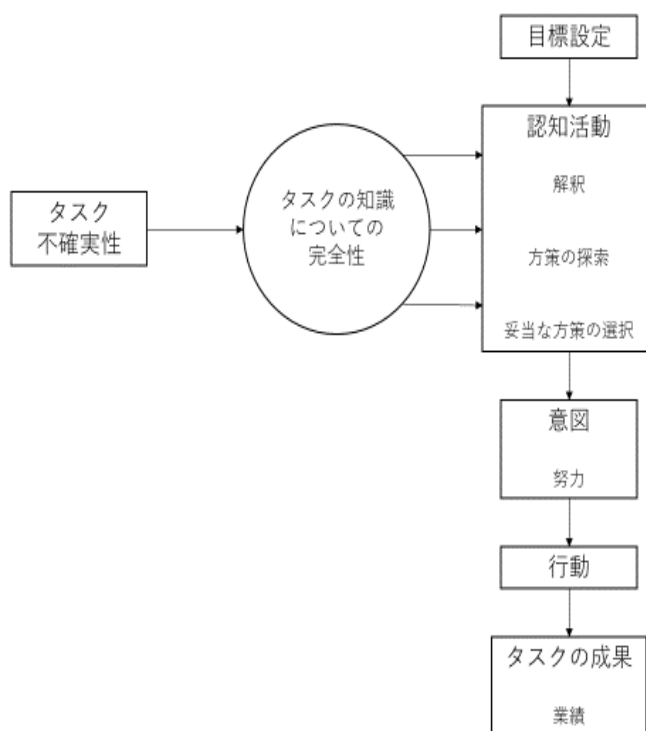 目標設定
認知活動
解釈
方策の探索
妥当な方策の選択
タスク
不確実性
タスクの知識
についての
完全性
意図
努力
行動
タスクの成果
業績